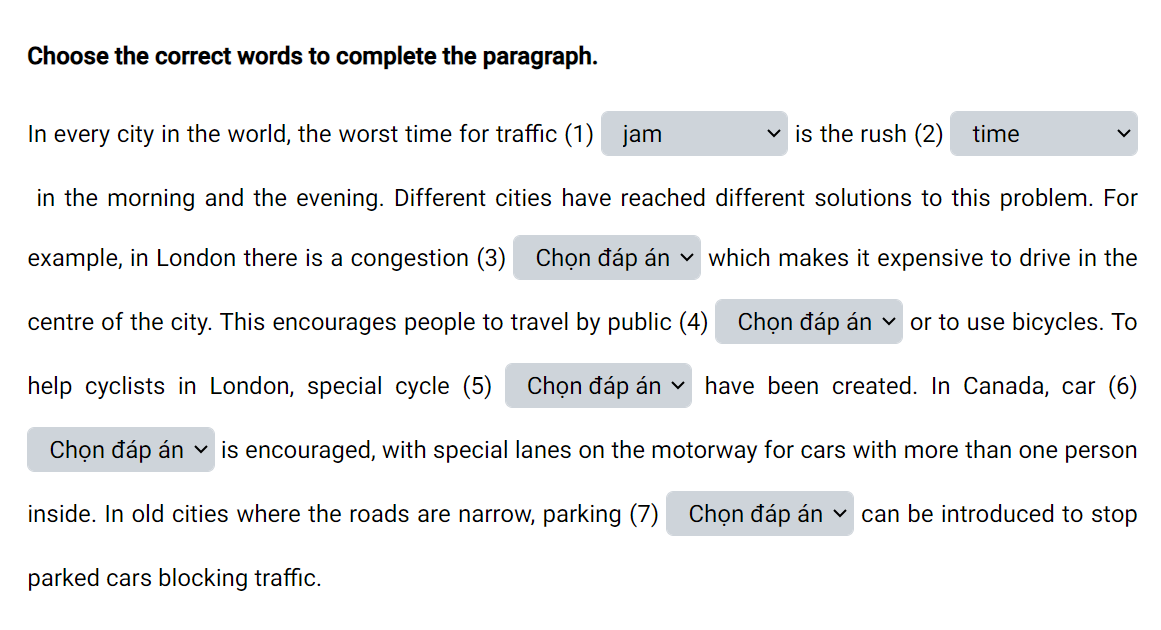 Choose the correct words to complete the paragraph.
In every city in the world, the worst time for traffic (1) jam is the rush (2) time
in the morning and the evening. Different cities have reached different solutions to this problem. For
example, in London there is a congestion (3) Chọn đáp án which makes it expensive to drive in the
centre of the city. This encourages people to travel by public (4) Chọn đáp án or to use bicycles. To
help cyclists in London, special cycle (5) Chọn đáp án have been created. In Canada, car (6)
Chọn đáp án is encouraged, with special lanes on the motorway for cars with more than one person
inside. In old cities where the roads are narrow, parking (7) Chọn đáp án can be introduced to stop
parked cars blocking traffic.